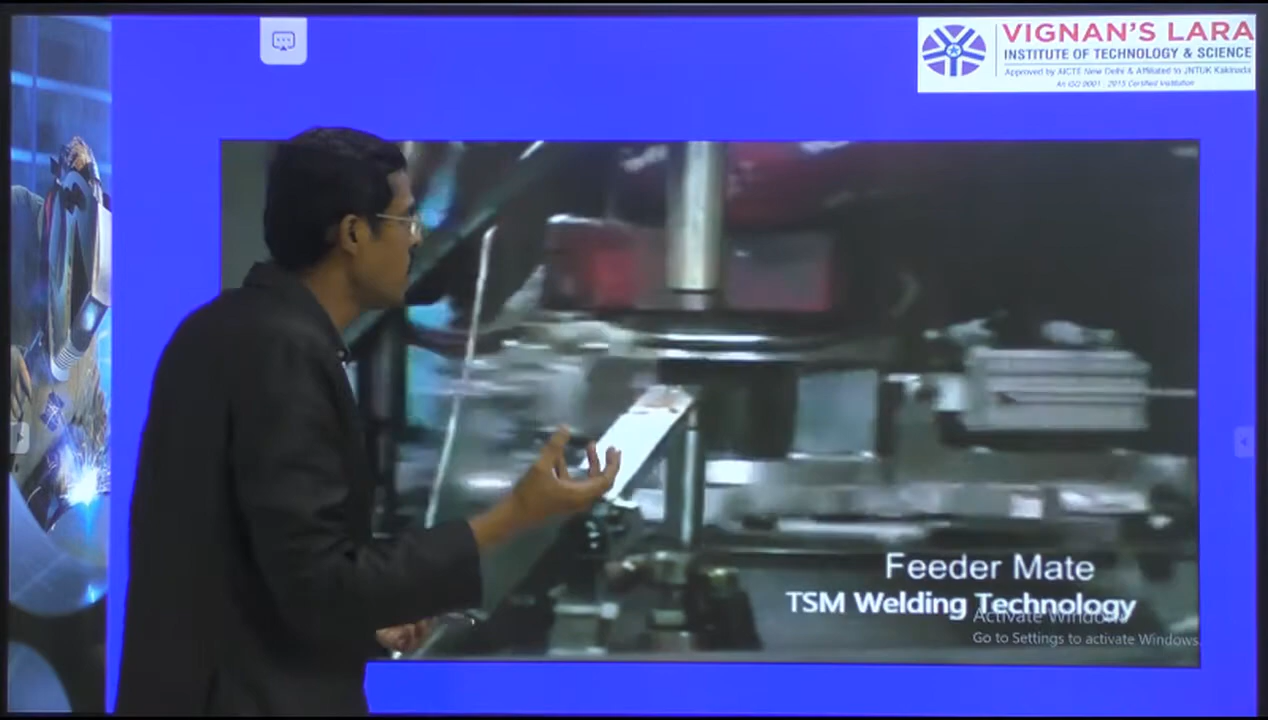 VIGNAN'S LARA
INSTITUTE OF TECHNOLOGY & SCIENCE
Approved by AICTE New Delhi & Affiliated to JNTUK Kakinada
An ISO 9001 : 2015 Certified Institution
Feeder Mate
TSM Welding Technology
Activate Windows
Go to Settings to activate Windows.